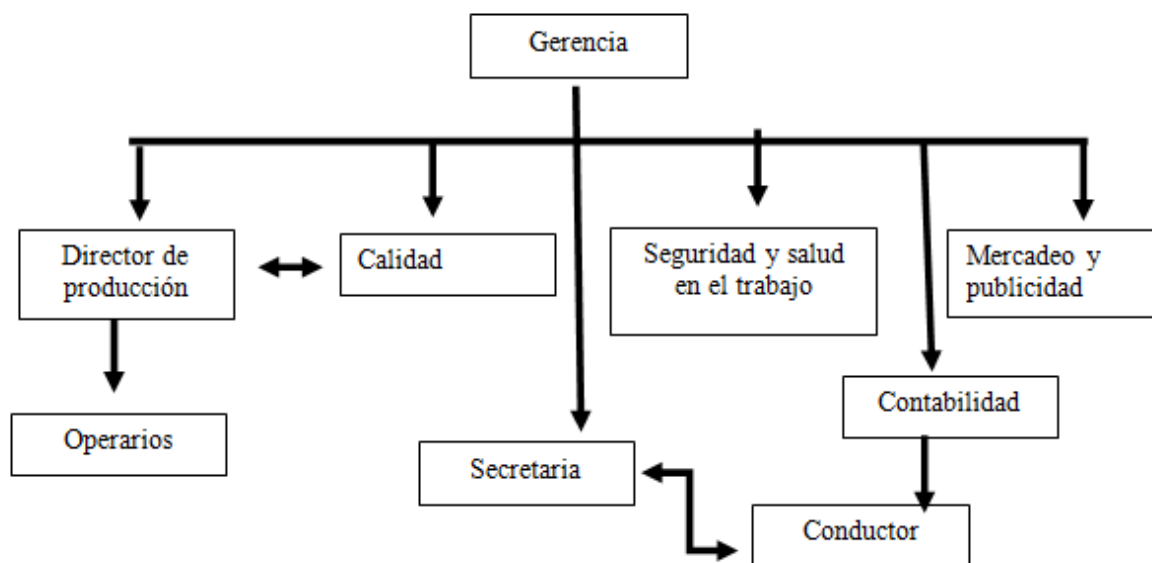 Gerencia
Director de
producción
Calidad
Seguridad y salud
en el trabajo
Mercadeo y
publicidad
Contabilidad
Operarios
Secretaria
Conductor